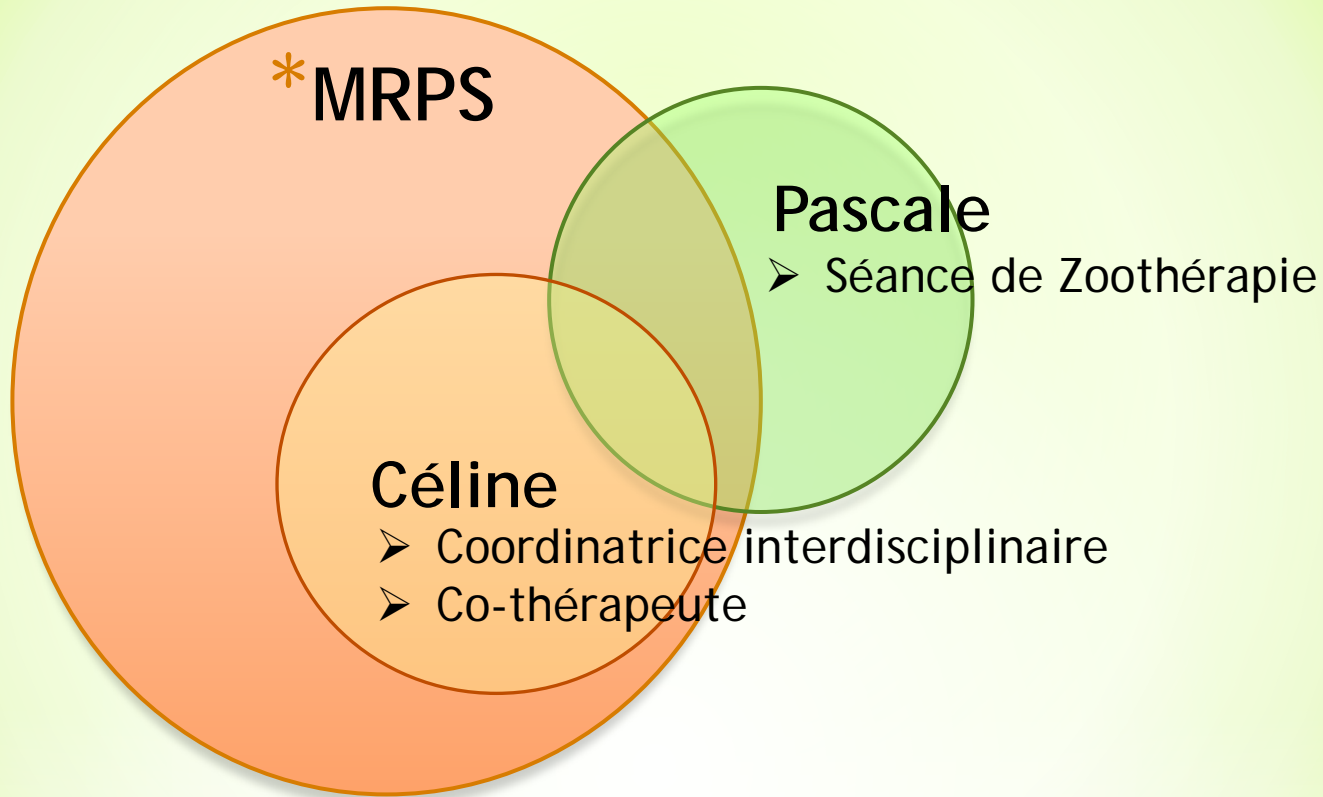 *MRPS
Pascale
➢ Séance de Zoothérapie
Céline
➢ Coordinatrice interdisciplinaire
➢ Co-thérapeute